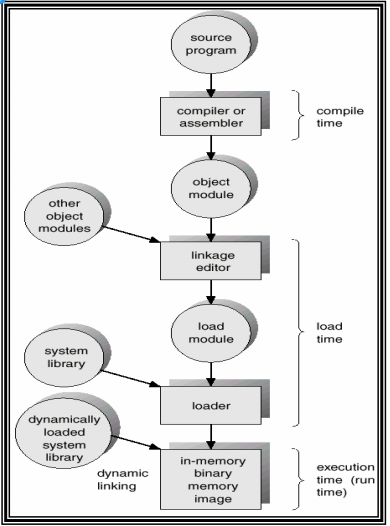 source
program
compiler or
assembler
compile
time
object
module
other
object
modules
linkage
editor
load
module
load
time
system
library
loader
dynamically
loaded
system
library
dynamic
linking
in-memory
binary
memory
image
execution
time (run
time)